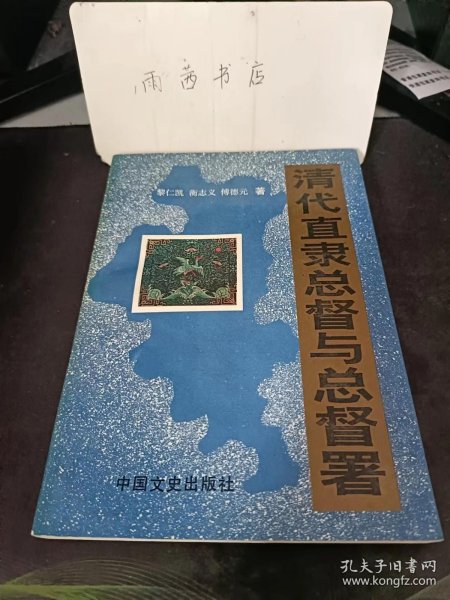 雨茜书店
黎仁凯 衡志义 傅德元 著
清代直隶总督与总督署
中国文史出版社
孔夫子旧书网
www.kongfz.com